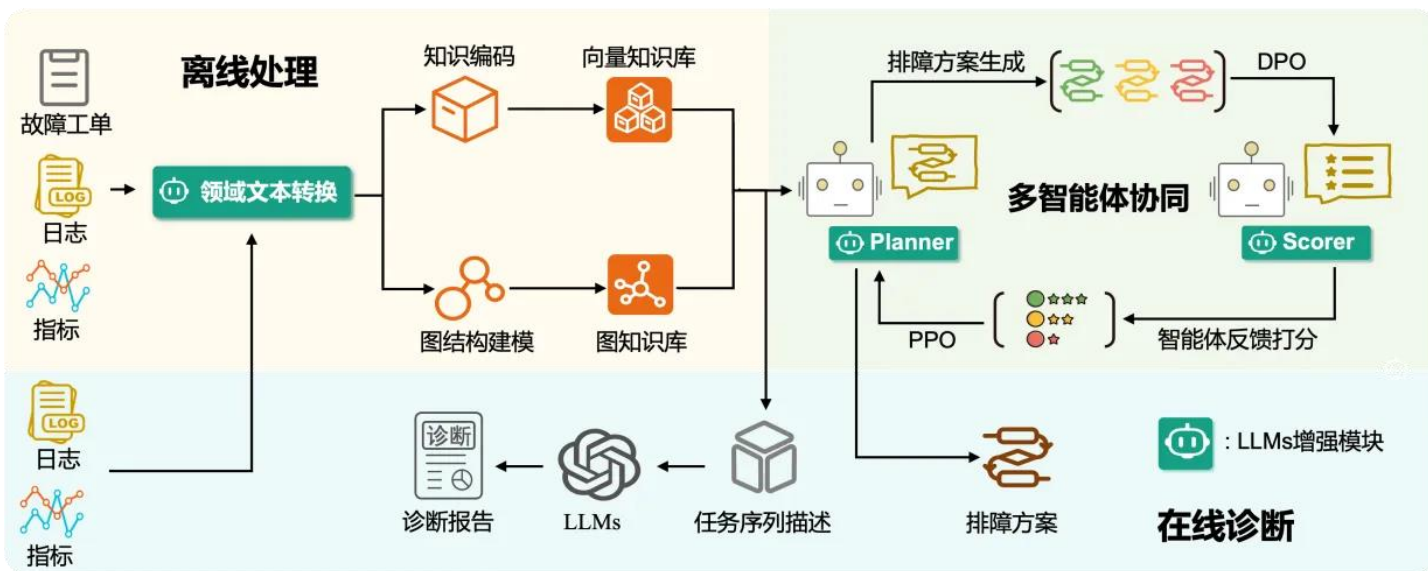 离线处理
故障工单
LOG
日志
指标
领域文本转换
知识编码
向量知识库
图结构建模
图知识库
排障方案生成
DPO
多智能体协同
Planner
Scorer
PPO
智能体反馈打分
LOG
日志
指标
诊断
诊断报告
LLMs
任务序列描述
排障方案
: LLMs增强模块
在线诊断